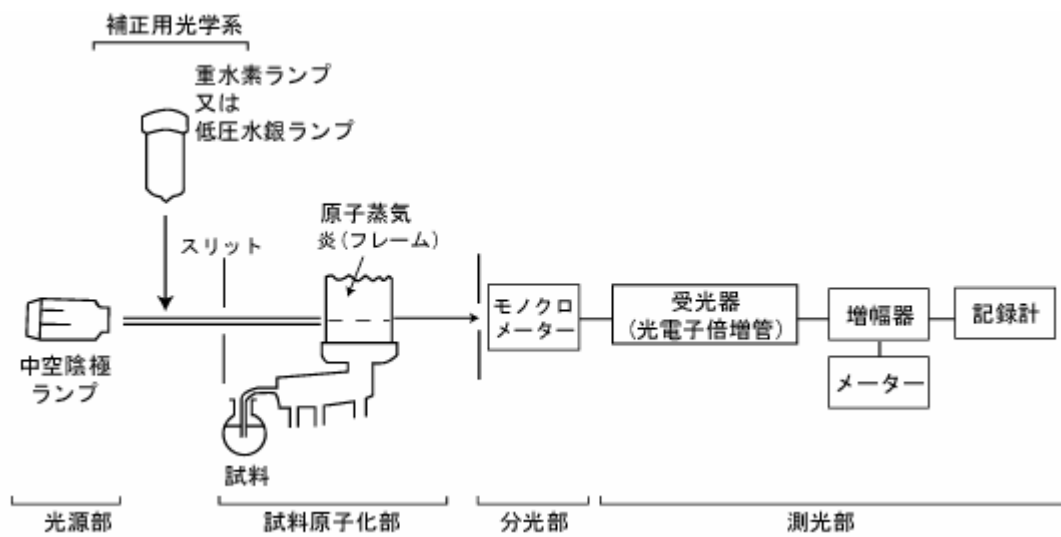 補正用光学系
重水素ランプ
又は
低圧水銀ランプ
スリット
原子蒸気
炎(フレーム)
中空陰極
ランプ
試料
モノクロ
メーター
受光器
(光電子倍増管)
増幅器
メーター
記録計
光源部
試料原子化部
分光部
測光部